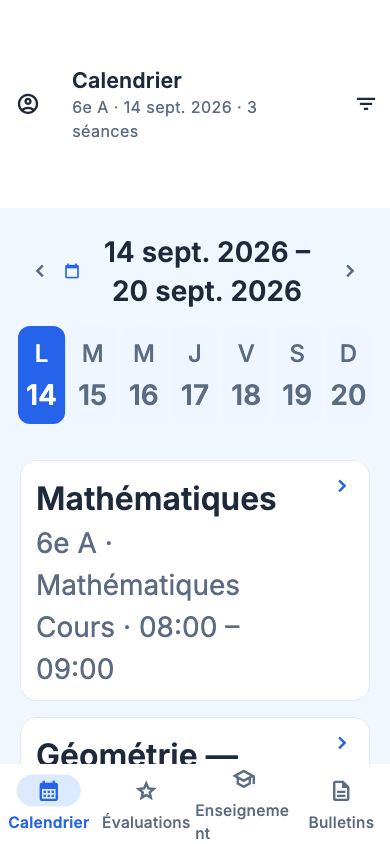 Calendrier
6e A · 14 sept. 2026 · 3
séances
14 sept. 2026 –
20 sept. 2026
L M M J V S D
14 15 16 17 18 19 20
Mathématiques
6e A ·
Mathématiques
Cours · 08:00 –
09:00
Géométrie —
Calendrier
Évaluations
Enseigneme
nt
Bulletins